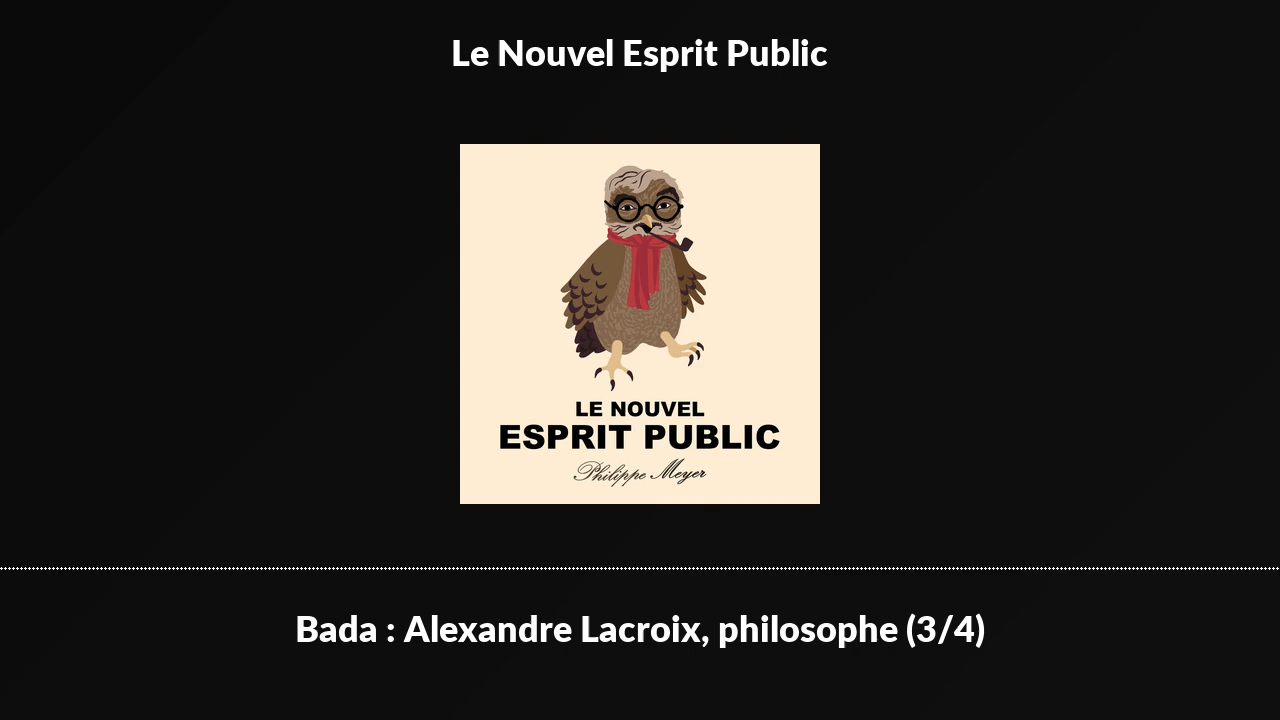 Le Nouvel Esprit Public
LE NOUVEL
ESPRIT PUBLIC
Philippe Meyer
Bada : Alexandre Lacroix, philosophe (3/4)